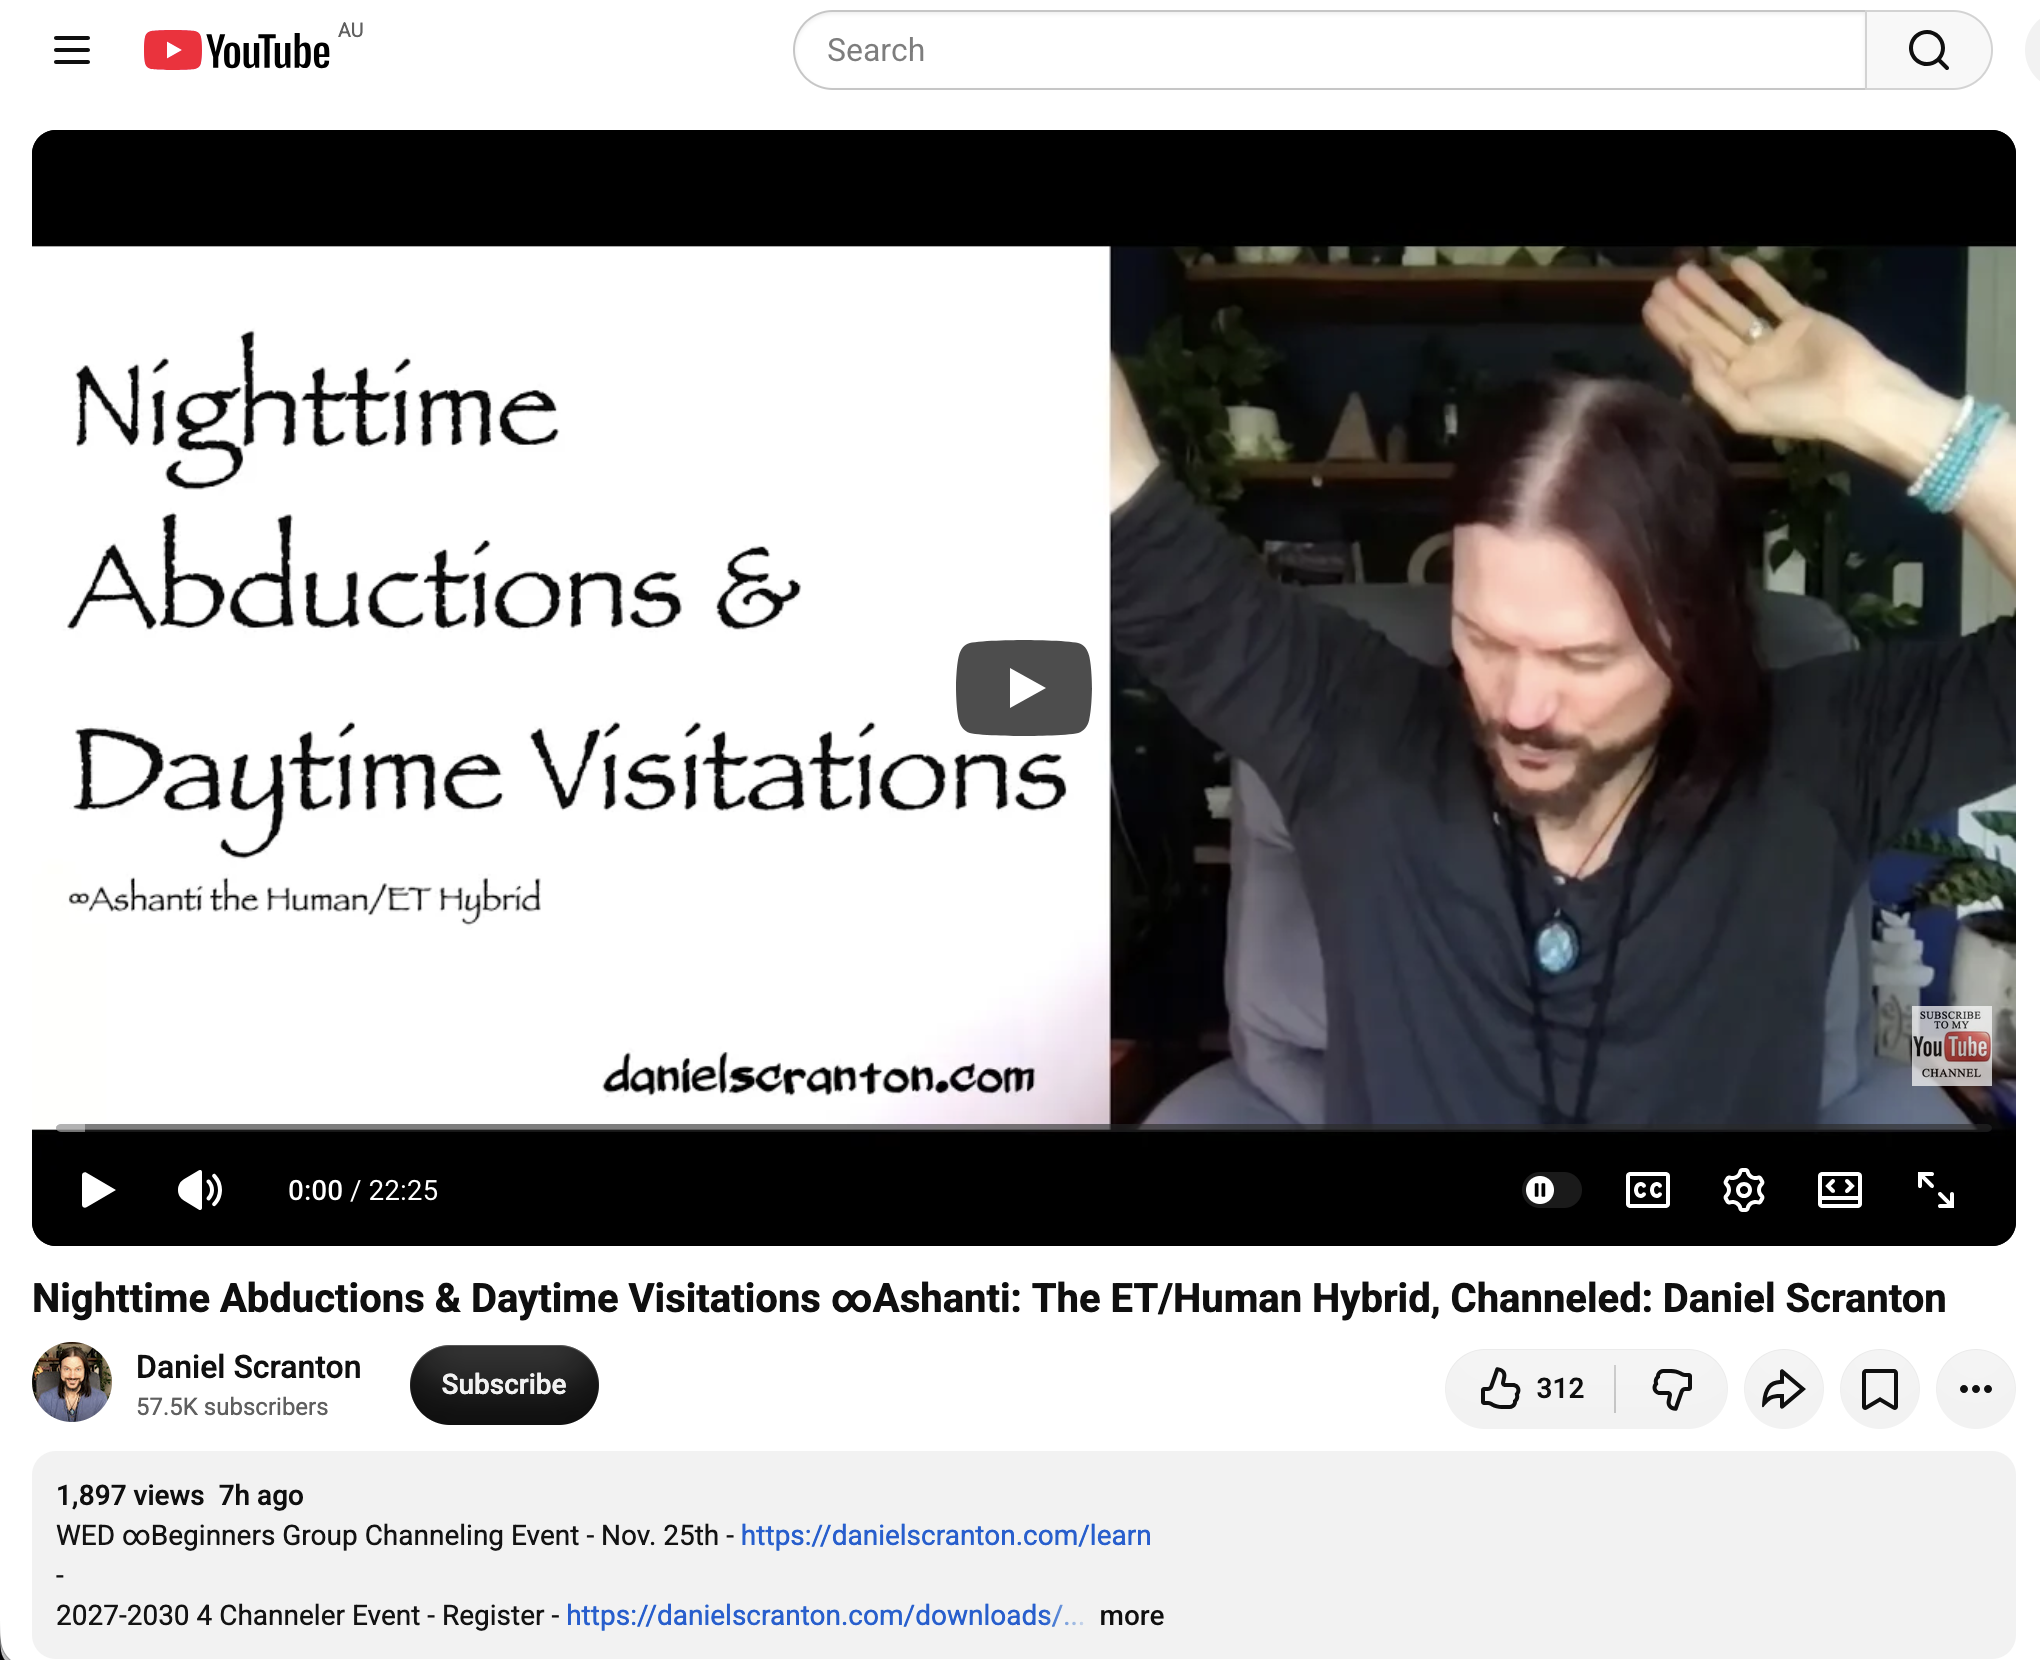 YouTube AU
Search
Nighttime
Abductions &
Daytime Visitations
∞Ashanti the Human/ET Hybrid
danielscranton.com
SUBSCRIBE
TO MY
YouTube
CHANNEL
0:00 / 22:25
CC
Nighttime Abductions & Daytime Visitations ∞Ashanti: The ET/Human Hybrid, Channeled: Daniel Scranton
Daniel Scranton
57.5K subscribers
Subscribe
312
1,897 views 7h ago
WED ∞Beginners Group Channeling Event - Nov. 25th - https://danielscranton.com/learn
-
2027-2030 4 Channeler Event - Register - https://danielscranton.com/downloads/... more